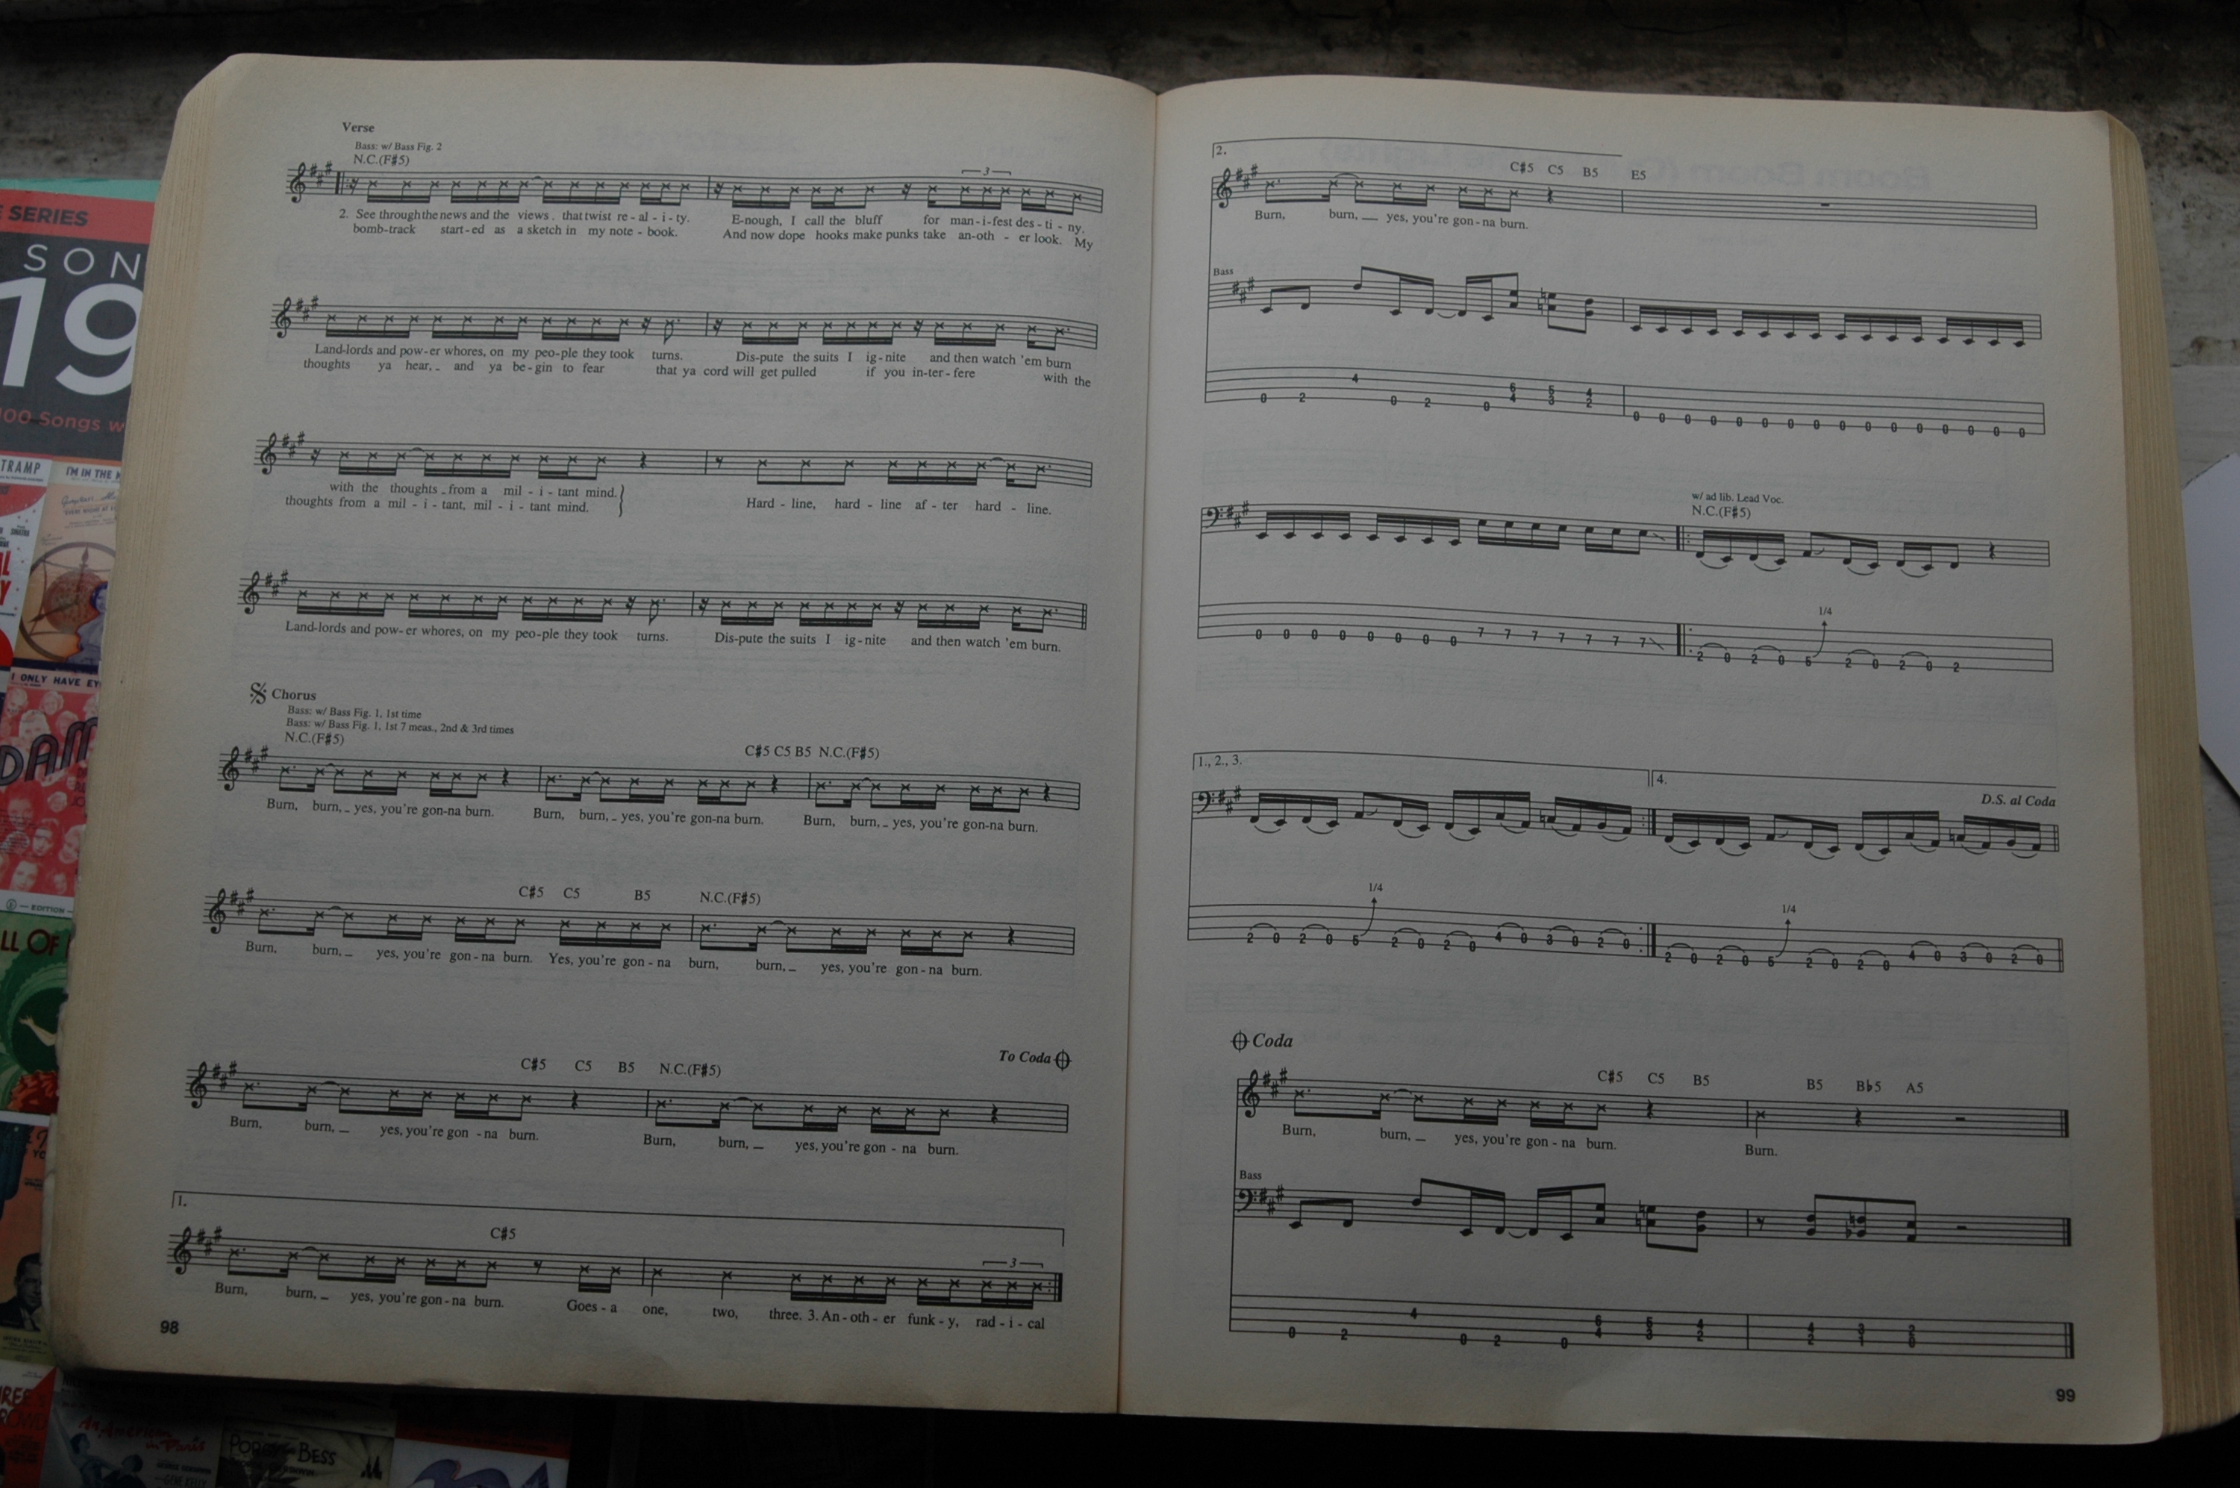 Verse
Bass: w/ Bass Fig. 2
N.C.(F#5)
3
2. See through the news and the views . that twist re - al - i - ty. E-nough, I call the bluff for man - i - fest des - ti - ny.
bomb-track start-ed as a sketch in my note - book. And now dope hooks make punks take an-oth - er look. My
Land-lords and pow-er whores, on my peo-ple they took turns. Dis-pute the suits I ig-nite and then watch 'em burn
thoughts ya hear, and ya be-gin to fear that ya cord will get pulled if you in-ter-fere with the
with the thoughts from a mil - i - tant mind.
thoughts from a mil - i - tant, mil - i - tant mind. Hard - line, hard - line af - ter hard - line.
Land-lords and pow-er whores, on my peo-ple they took turns. Dis-pute the suits I ig-nite and then watch 'em burn.
Chorus
Bass: w/ Bass Fig. 1, 1st time
Bass: w/ Bass Fig. 1, 1st 7 meas., 2nd & 3rd times
N.C.(F#5) C#5 C5 B5 N.C.(F#5)
Burn, burn, yes, you're gon-na burn. Burn, burn, yes, you're gon-na burn. Burn, burn, yes, you're gon-na burn.
C#5 C5 B5 N.C.(F#5)
Burn, burn, yes, you're gon-na burn. Yes, you're gon-na burn, burn, yes, you're gon-na burn.
To Coda
C#5 C5 B5 N.C.(F#5)
Burn, burn, yes, you're gon-na burn. Burn, burn, yes, you're gon-na burn.
1.
C#5
3
Burn, burn, yes, you're gon-na burn. Goes - a one, two, three. 3. An - oth - er funk - y, rad - i - cal
98
2.
C#5 C5 B5 E5
Burn, burn, yes, you're gon-na burn.
Bass
4 6 5 4
0 2 0 2 0 4 3 2 0 0 0 0 0 0 0 0 0 0 0 0 0 0 0 0
w/ ad lib. Lead Voc.
N.C.(F#5)
1/4
0 0 0 0 0 0 0 0 7 7 7 7 7 7 7 2 0 2 0 5 2 0 2 0 2
1., 2., 3. 4.
D.S. al Coda
1/4 1/4
2 0 2 0 5 2 0 2 0 4 0 3 0 2 0 2 0 2 0 5 2 0 2 0 4 0 3 0 2 0
Coda
C#5 C5 B5 B5 Bb5 A5
Burn, burn, yes, you're gon-na burn. Burn.
Bass
4 6 5 4 4 3 2
0 2 0 2 0 4 3 2 2 1 0
99
SERIES
SON
19
100 Songs w
TRAMP
I'M IN THE
I ONLY HAVE EY
DAM
EDITION
LL OF
An American in Paris
PORGY and BESS